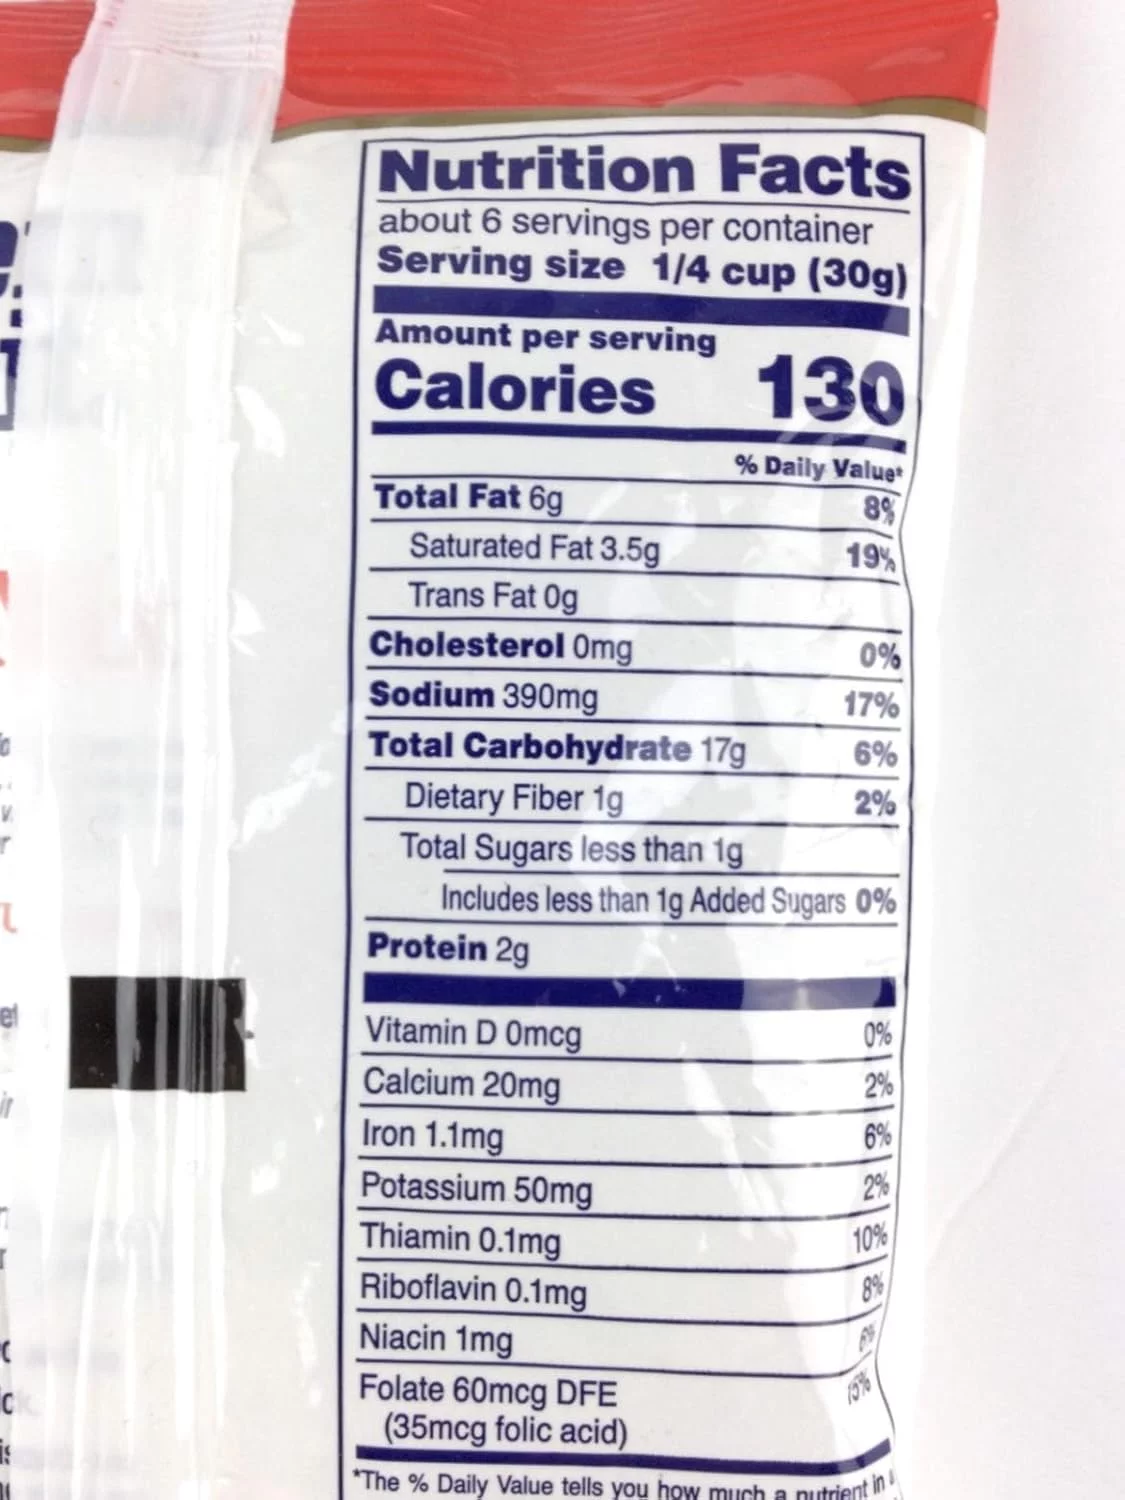 Nutrition Facts
about 6 servings per container
Serving size 1/4 cup (30g)
Amount per serving
Calories 130
% Daily Value*
Total Fat 6g 8%
Saturated Fat 3.5g 19%
Trans Fat 0g
Cholesterol 0mg 0%
Sodium 390mg 17%
Total Carbohydrate 17g 6%
Dietary Fiber 1g 2%
Total Sugars less than 1g
Includes less than 1g Added Sugars 0%
Protein 2g
Vitamin D 0mcg 0%
Calcium 20mg 2%
Iron 1.1mg 6%
Potassium 50mg 2%
Thiamin 0.1mg 10%
Riboflavin 0.1mg 8%
Niacin 1mg 6%
Folate 60mcg DFE 15%
(35mcg folic acid)
*The % Daily Value tells you how much a nutrient in a